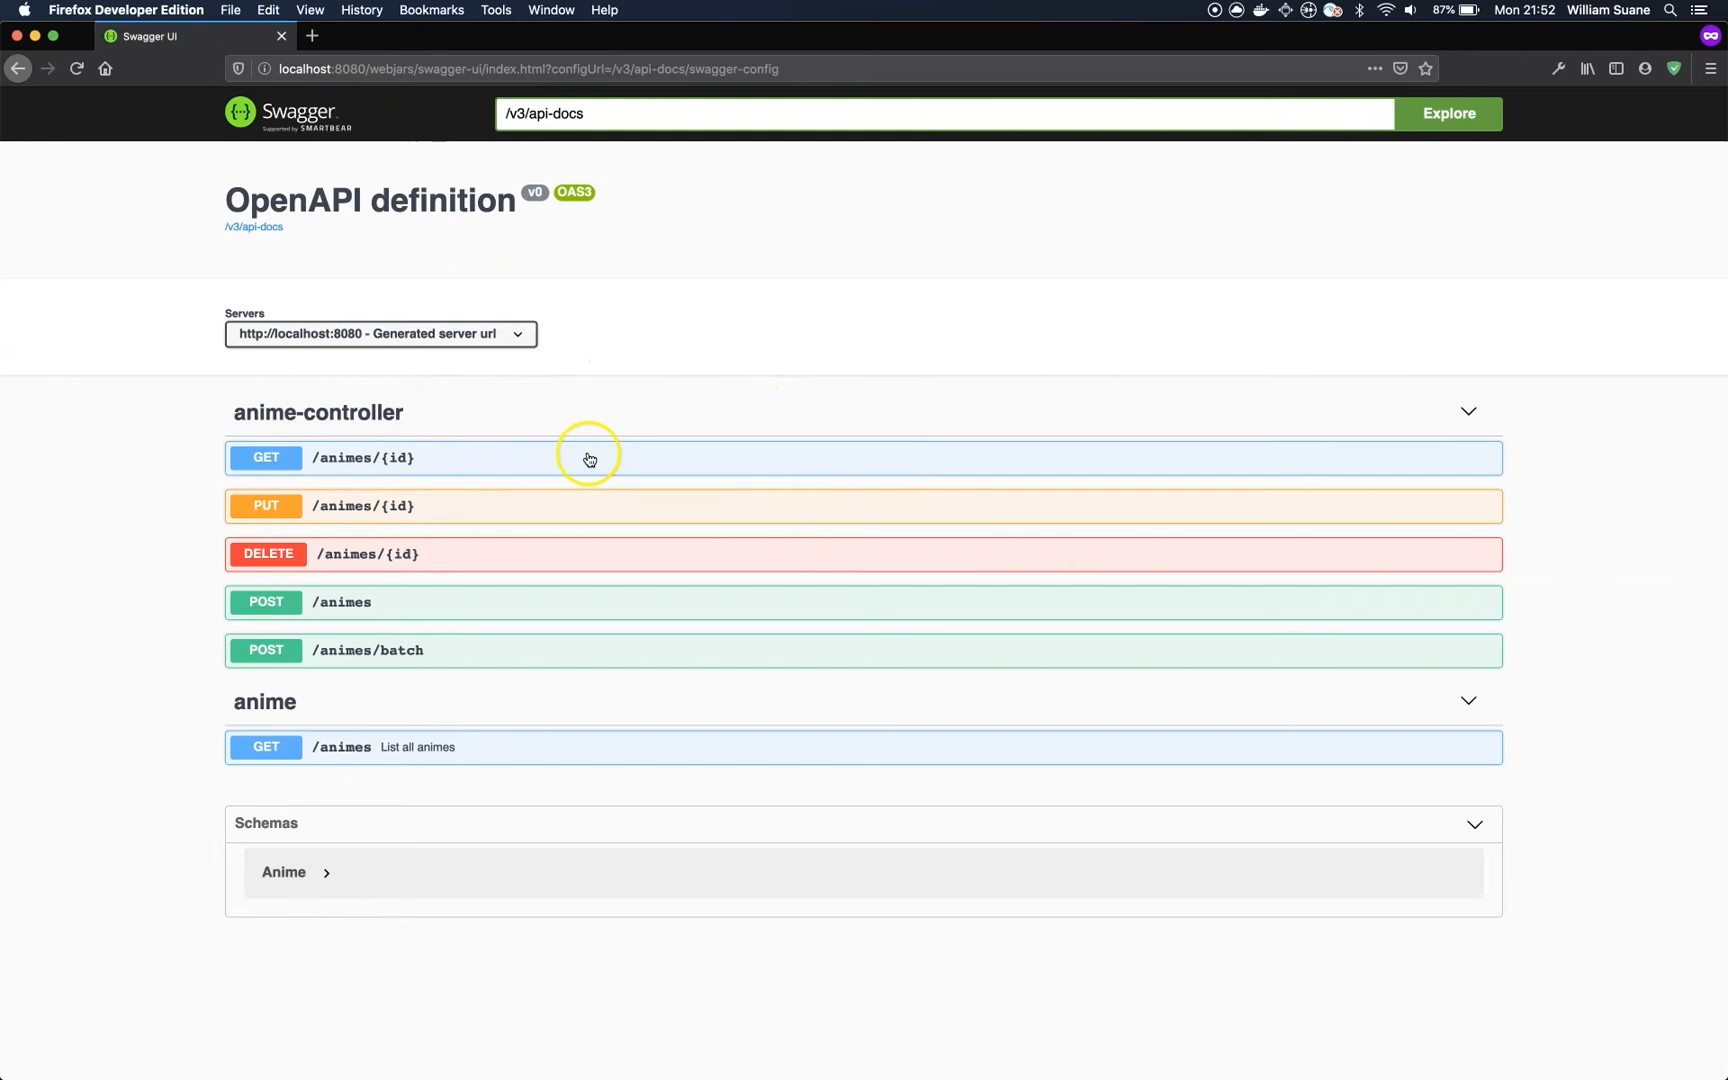 Firefox Developer Edition File Edit View History Bookmarks Tools Window Help 87% Mon 21:52 William Suane
Swagger UI
localhost:8080/webjars/swagger-ui/index.html?configUrl=/v3/api-docs/swagger-config
Swagger
Supported by SMARTBEAR
/v3/api-docs
Explore
OpenAPI definition v0 OAS3
/v3/api-docs
Servers
http://localhost:8080 - Generated server url
anime-controller
GET /animes/{id}
PUT /animes/{id}
DELETE /animes/{id}
POST /animes
POST /animes/batch
anime
GET /animes List all animes
Schemas
Anime